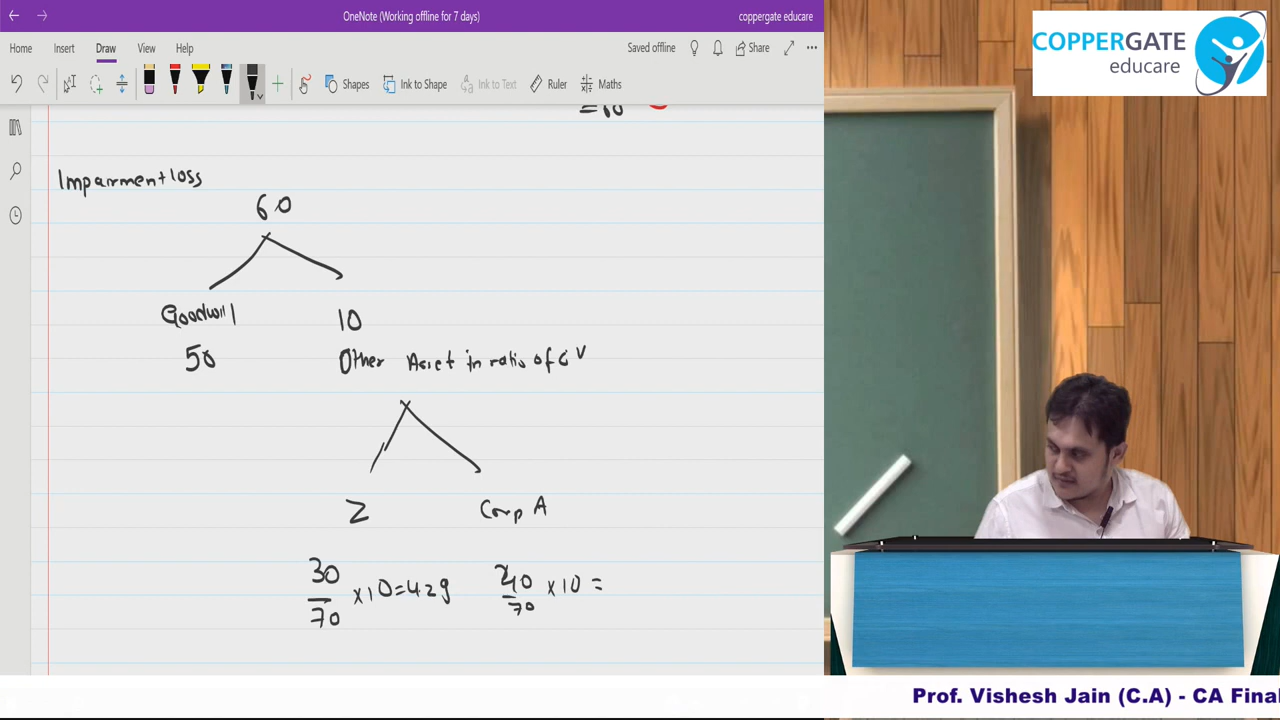 OneNote (Working offline for 7 days)
coppergate educare
Home Insert Draw View Help
Saved offline
Share
Shapes
Ink to Shape
Ink to Text
Ruler
Maths
COPPERGATE
educare
Impairment loss
60
Goodwill 10
50 Other Asset in ratio of CV
Z Corp A
30/70 × 10 = 4.29 40/70 × 10 =
Prof. Vishesh Jain (C.A) - CA Final